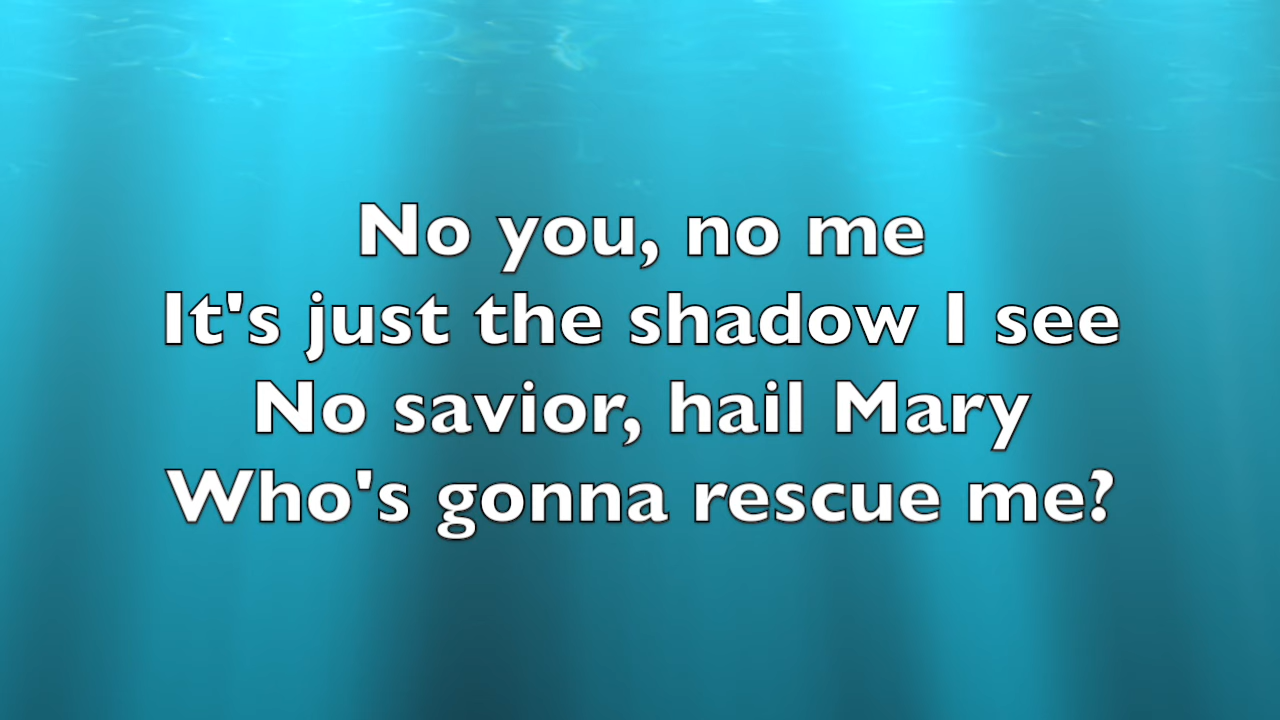 No you, no me
It's just the shadow I see
No savior, hail Mary
Who's gonna rescue me?